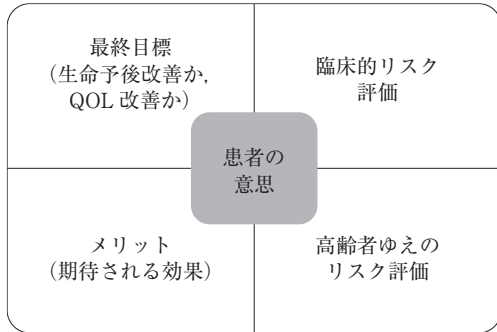 最終目標
（生命予後改善か，
QOL 改善か）
臨床的リスク
評価
患者の
意思
メリット
（期待される効果）
高齢者ゆえの
リスク評価